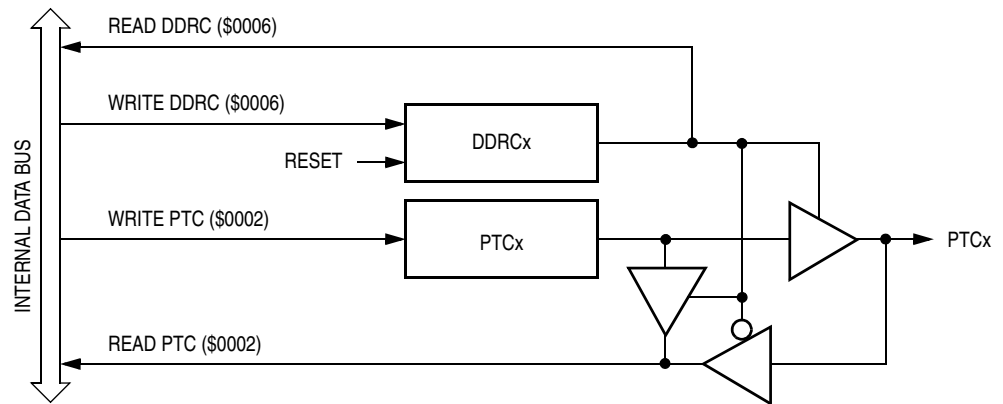 READ DDRC ($0006)
WRITE DDRC ($0006)
DDRCx
RESET
INTERNAL DATA BUS
WRITE PTC ($0002)
PTCx
PTCx
READ PTC ($0002)